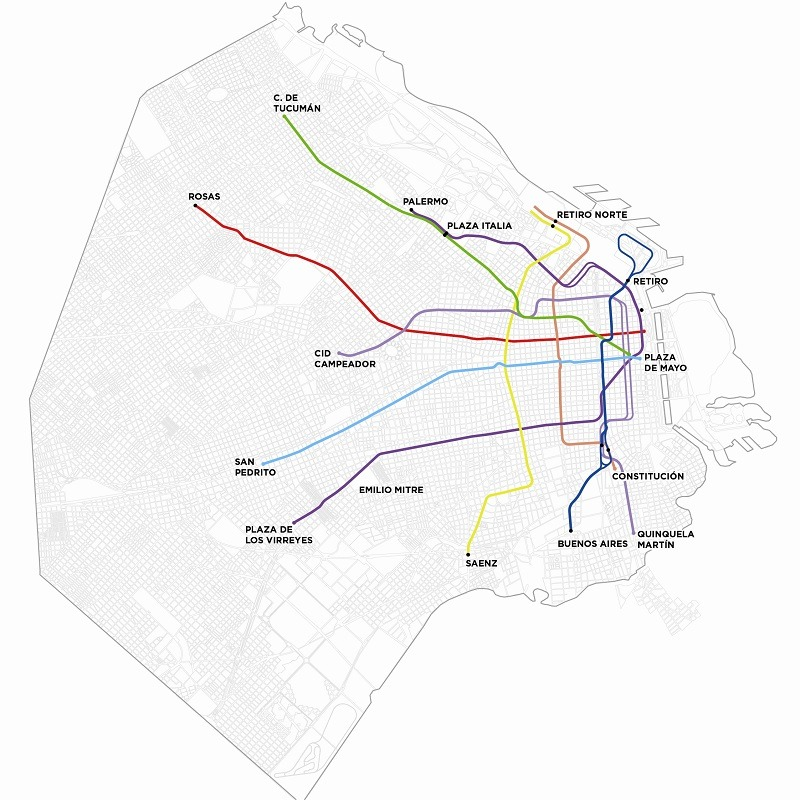 C. DE
TUCUMÁN
ROSAS
PALERMO
PLAZA ITALIA
RETIRO NORTE
RETIRO
CID
CAMPEADOR
PLAZA
DE MAYO
SAN
PEDRITO
EMILIO MITRE
CONSTITUCIÓN
PLAZA DE
LOS VIRREYES
BUENOS AIRES
QUINQUELA
MARTÍN
SAENZ